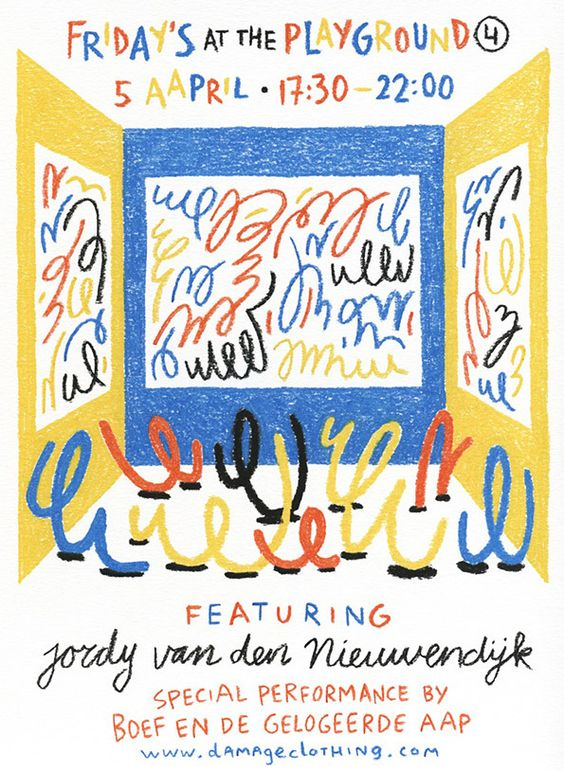 FRIDAY'S AT THE PLAYGROUND 4
5 AAPRIL • 17:30 – 22:00
FEATURING
jordy van den Nieuwendijk
SPECIAL PERFORMANCE BY
BOEF EN DE GELOGEERDE AAP
www.damageclothing.com